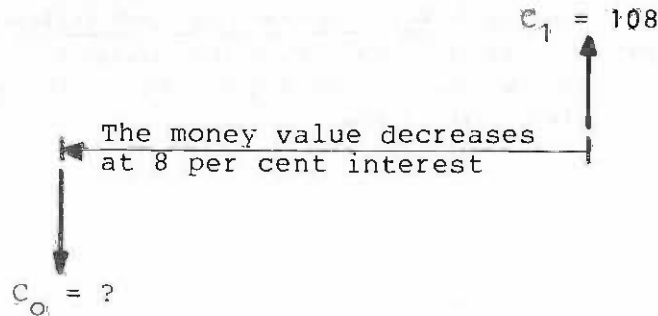 C₁ = 108
The money value decreases
at 8 per cent interest
C₀ = ?